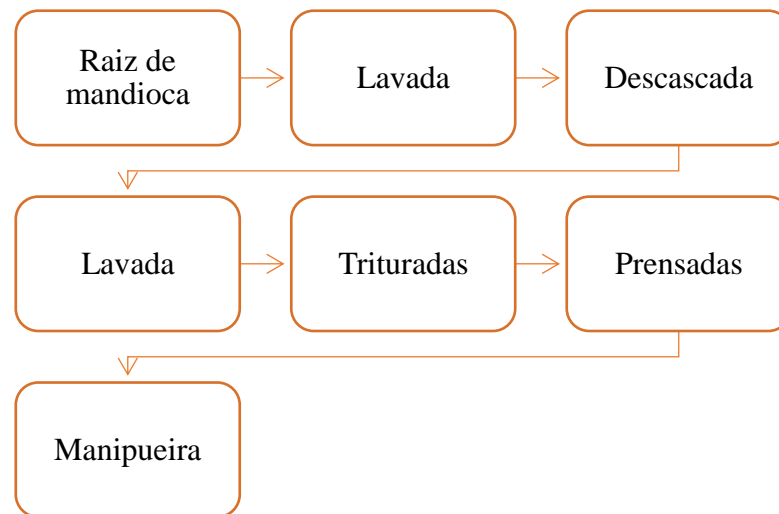 Raiz de
mandioca
Lavada
Descascada
Lavada
Trituradas
Prensadas
Manipueira